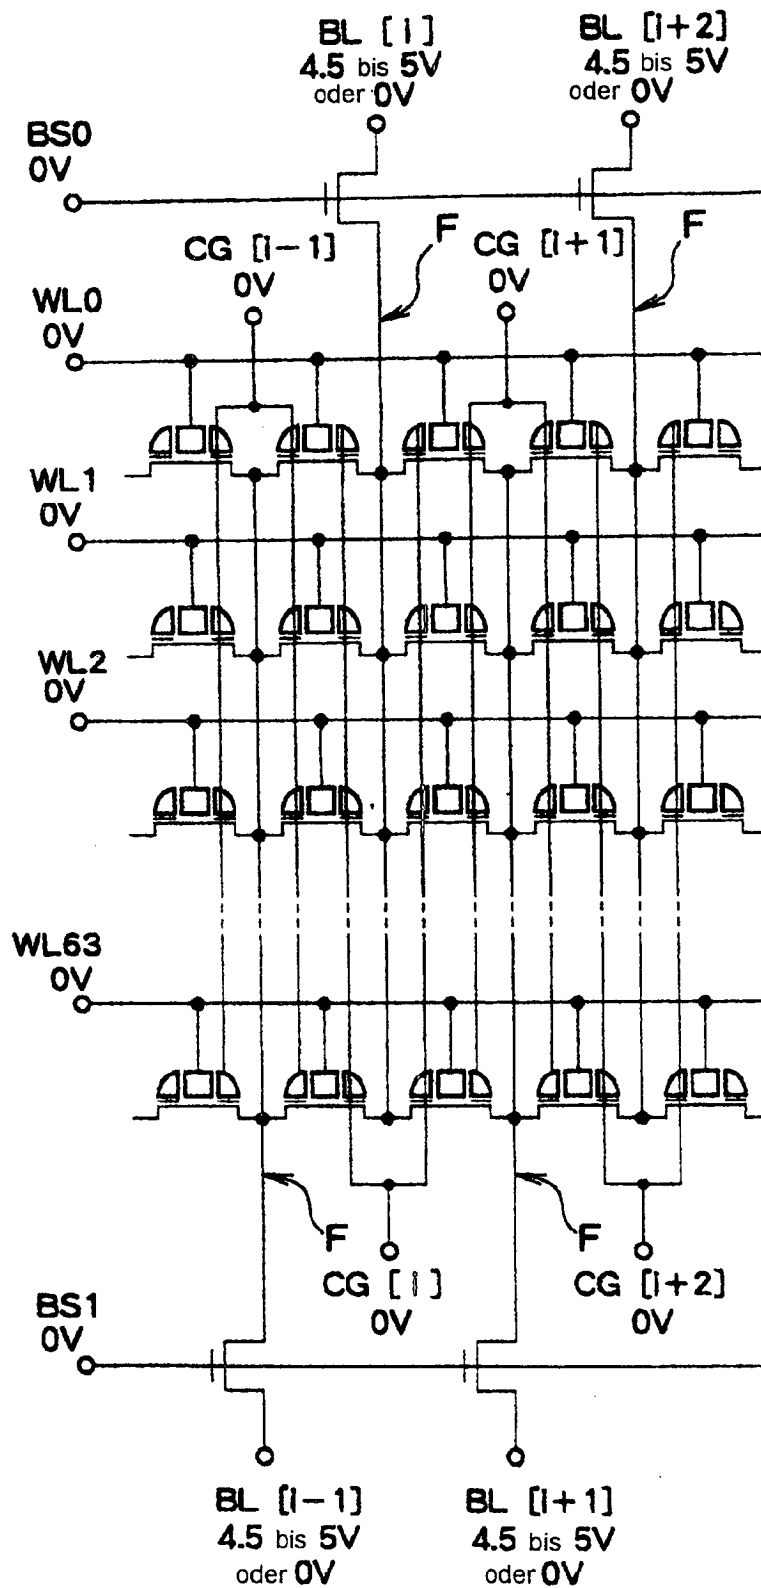 BL [i]
4.5 bis 5V
oder 0V
BL [i+2]
4.5 bis 5V
oder 0V
BS0
0V
CG [i-1]
0V
F
CG [i+1]
0V
F
WL0
0V
WL1
0V
WL2
0V
WL63
0V
F
CG [i]
0V
F
CG [i+2]
0V
BS1
0V
BL [i-1]
4.5 bis 5V
oder 0V
BL [i+1]
4.5 bis 5V
oder 0V